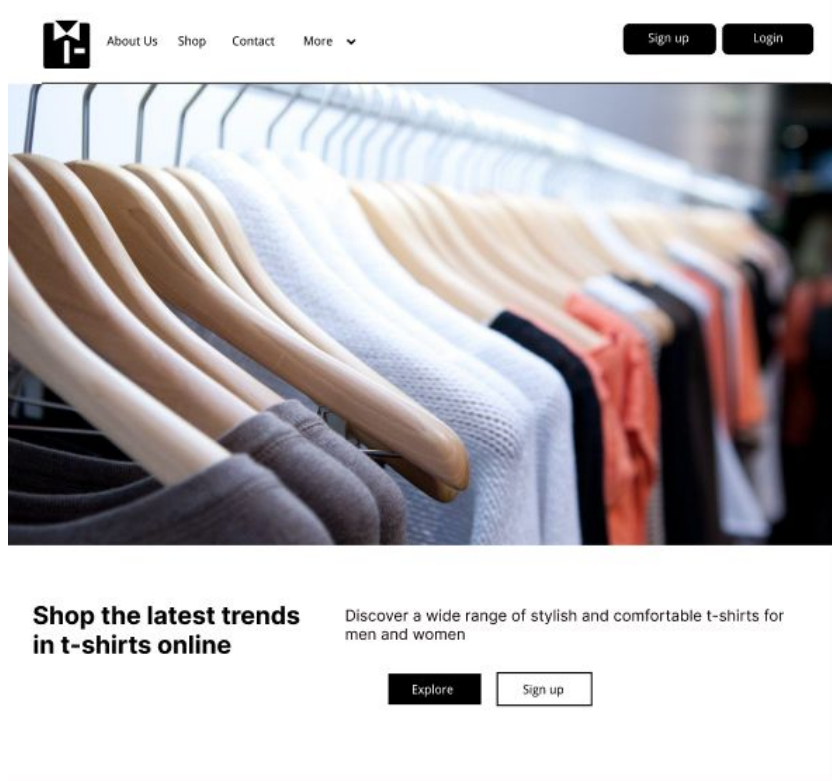 About Us Shop Contact More Sign up Login
Shop the latest trends
in t-shirts online
Discover a wide range of stylish and comfortable t-shirts for
men and women
Explore Sign up